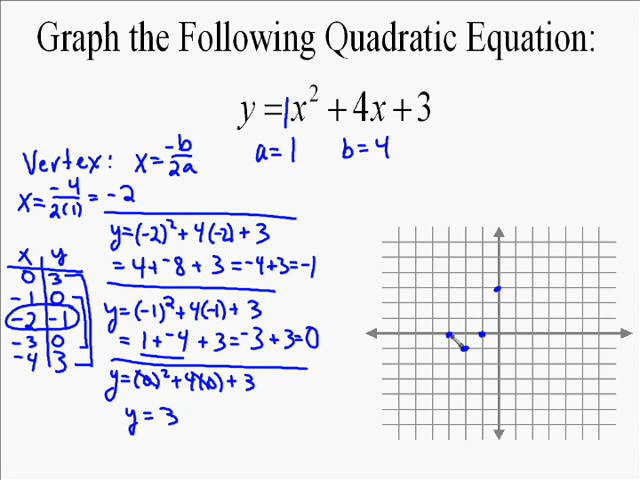 Graph the Following Quadratic Equation:
y = 1x² + 4x + 3
a = 1 b = 4
Vertex: x = -b/2a
x = -4/2(1) = -2
y = (-2)² + 4(-2) + 3
= 4 + -8 + 3 = -4 + 3 = -1
y = (-1)² + 4(-1) + 3
= 1 + -4 + 3 = -3 + 3 = 0
y = (0)² + 4(0) + 3
y = 3
x y
0 3
-1 0
-2 -1
-3 0
-4 3